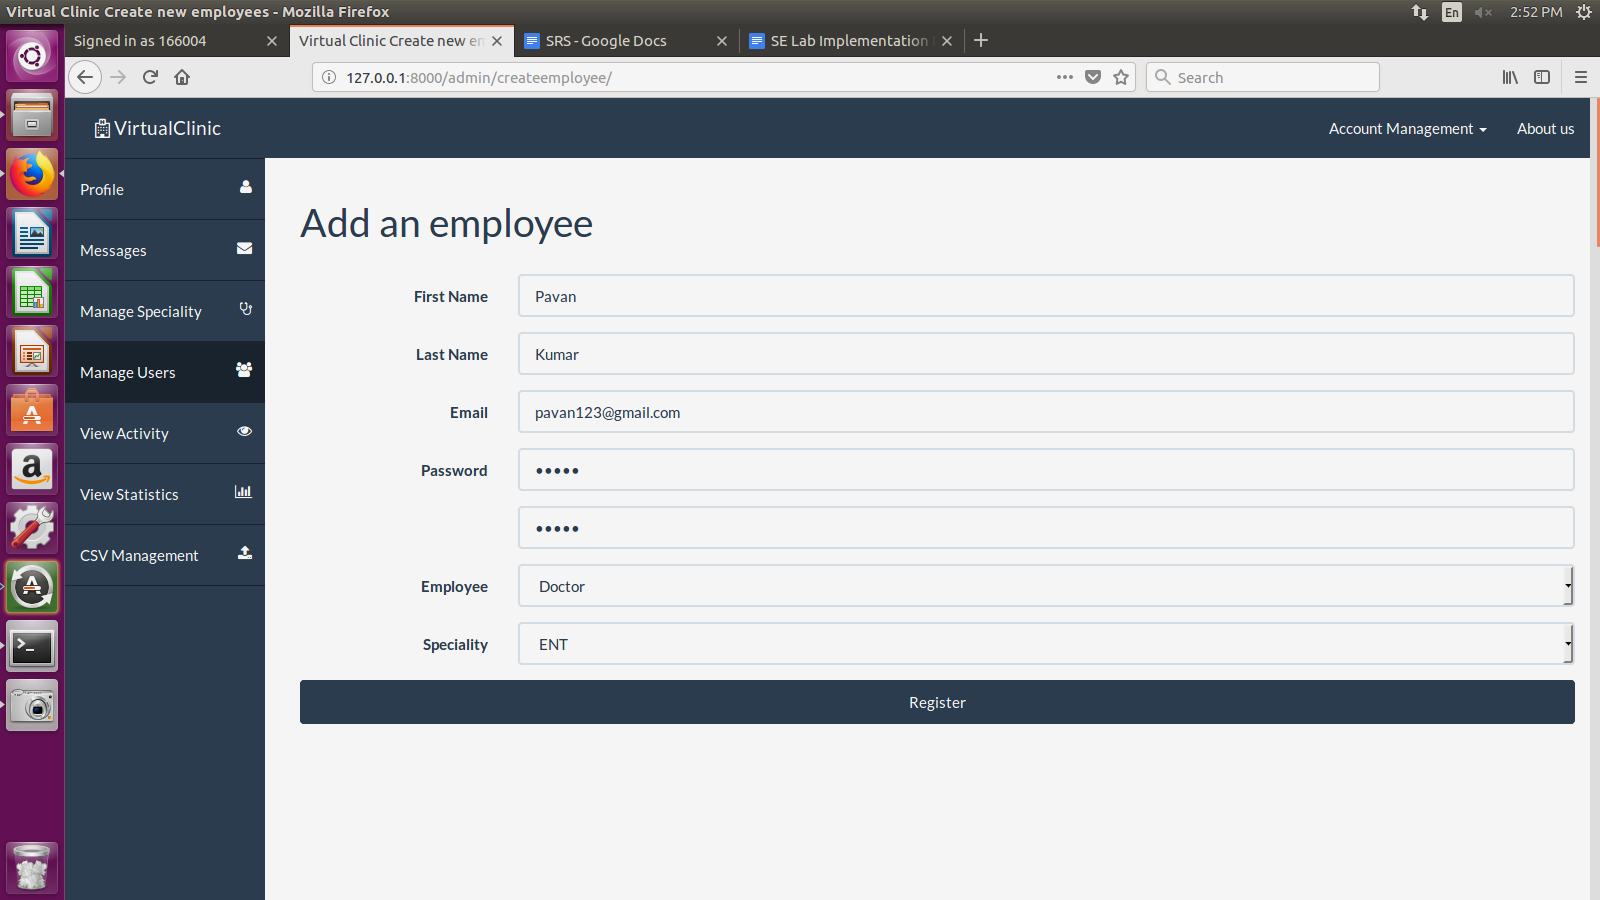 Virtual Clinic Create new employees - Mozilla Firefox
En
2:52 PM
Signed in as 166004
Virtual Clinic Create new en
SRS - Google Docs
SE Lab Implementation
127.0.0.1:8000/admin/createemployee/
Search
VirtualClinic
Account Management
About us
Profile
Messages
Manage Speciality
Manage Users
View Activity
View Statistics
CSV Management
Add an employee
First Name
Pavan
Last Name
Kumar
Email
pavan123@gmail.com
Password
•••••
•••••
Employee
Doctor
Speciality
ENT
Register